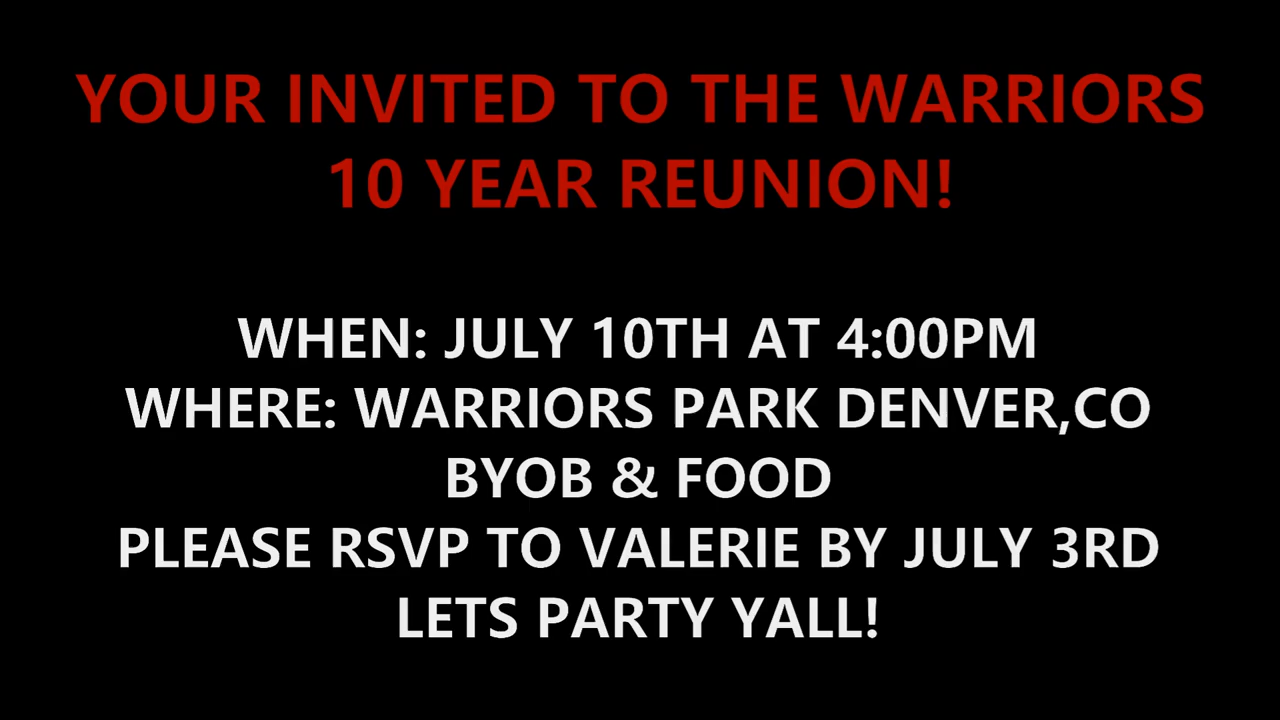 YOUR INVITED TO THE WARRIORS
10 YEAR REUNION!
WHEN: JULY 10TH AT 4:00PM
WHERE: WARRIORS PARK DENVER,CO
BYOB & FOOD
PLEASE RSVP TO VALERIE BY JULY 3RD
LETS PARTY YALL!